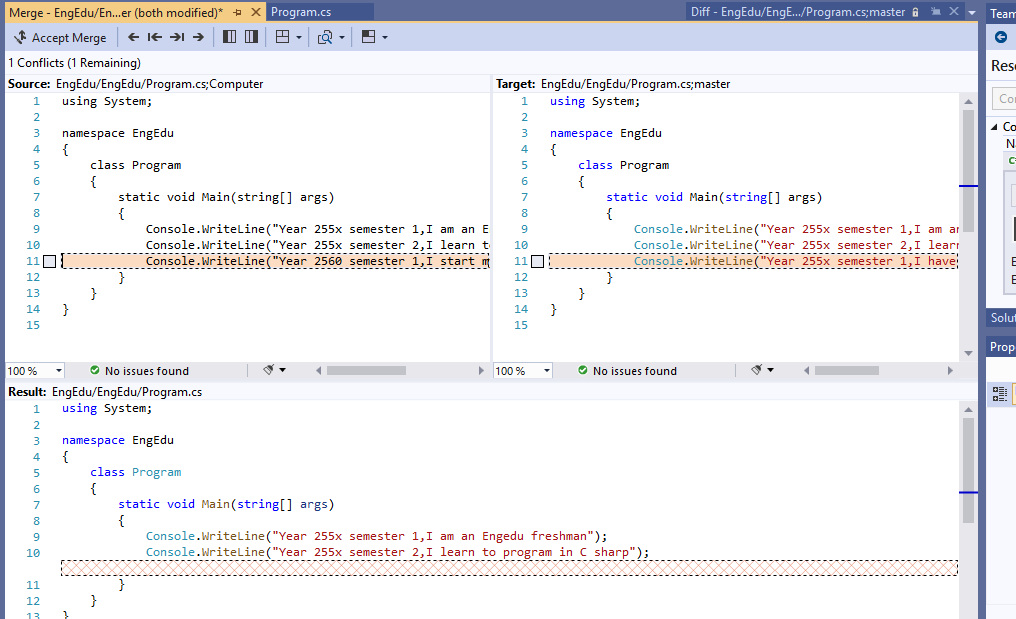 Merge - EngEdu/En...er (both modified)* Program.cs Diff - EngEdu/EngE.../Program.cs;master
Accept Merge
1 Conflicts (1 Remaining)
Source: EngEdu/EngEdu/Program.cs;Computer
1 using System;
2
3 namespace EngEdu
4 {
5 class Program
6 {
7 static void Main(string[] args)
8 {
9 Console.WriteLine("Year 255x semester 1,I am an E
10 Console.WriteLine("Year 255x semester 2,I learn to
11 Console.WriteLine("Year 2560 semester 1,I start m
12 }
13 }
14 }
15
100 % No issues found
Target: EngEdu/EngEdu/Program.cs;master
1 using System;
2
3 namespace EngEdu
4 {
5 class Program
6 {
7 static void Main(string[] args)
8 {
9 Console.WriteLine("Year 255x semester 1,I am an
10 Console.WriteLine("Year 255x semester 2,I learn
11 Console.WriteLine("Year 255x semester 1,I have
12 }
13 }
14 }
15
100 % No issues found
Result: EngEdu/EngEdu/Program.cs
1 using System;
2
3 namespace EngEdu
4 {
5 class Program
6 {
7 static void Main(string[] args)
8 {
9 Console.WriteLine("Year 255x semester 1,I am an Engedu freshman");
10 Console.WriteLine("Year 255x semester 2,I learn to program in C sharp");
11 }
12 }
13 }
Team
Reso
Co
Co
Na
C
E
E
Solut
Prop